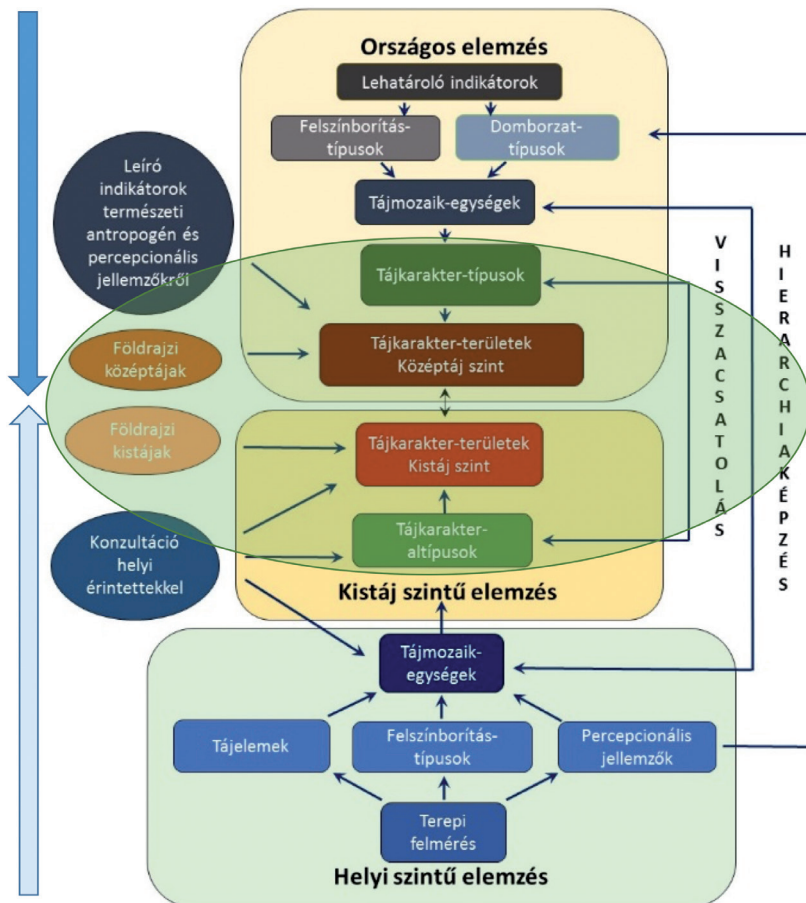 Országos elemzés
Lehatároló indikátorok
Felszínborítás-
típusok
Domborzat-
típusok
Leíró
indikátorok
természeti
antropogén és
percepcionális
jellemzőkről
Tájmozaik-egységek
Tájkarakter-típusok
Földrajzi
középtájak
Tájkarakter-területek
Középtáj szint
Földrajzi
kistájak
Tájkarakter-területek
Kistáj szint
Konzultáció
helyi
érintettekkel
Tájkarakter-
altípusok
Kistáj szintű elemzés
VISSZACSATOLÁS
HIERARCHIAKÉPZÉS
Tájmozaik-
egységek
Tájelemek
Felszínborítás-
típusok
Percepcionális
jellemzők
Terepi
felmérés
Helyi szintű elemzés